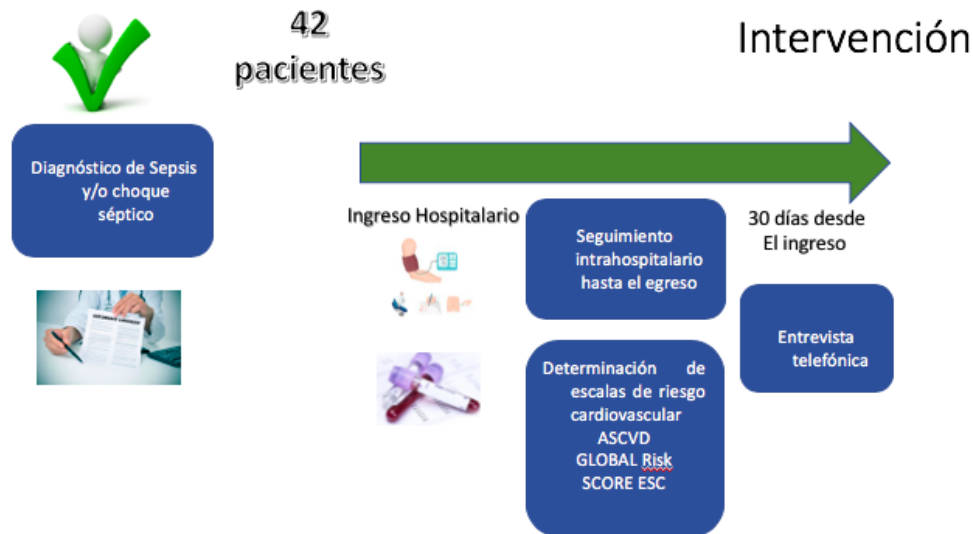 42
pacientes
Intervención
Diagnóstico de Sepsis
y/o choque
séptico
Ingreso Hospitalario
Seguimiento
intrahospitalario
hasta el egreso
30 días desde
El ingreso
Entrevista
telefónica
Determinación de
escalas de riesgo
cardiovascular
ASCVD
GLOBAL Risk
SCORE ESC